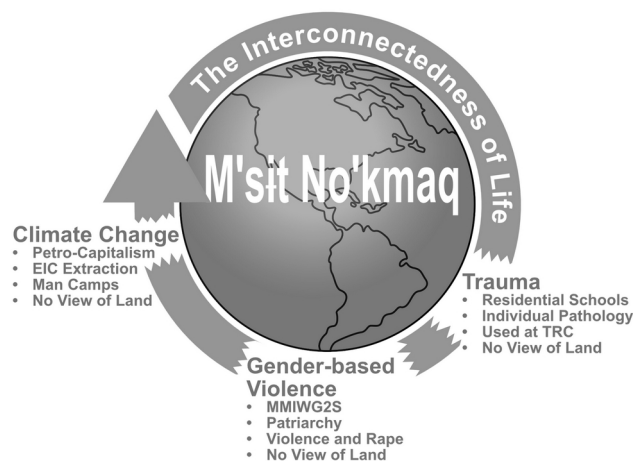 The Interconnectedness of Life
M'sɨt No'kmaq
Climate Change
• Petro-Capitalism
• EIC Extraction
• Man Camps
• No View of Land
Trauma
• Residential Schools
• Individual Pathology
• Used at TRC
• No View of Land
Gender-based
Violence
• MMIWG2S
• Patriarchy
• Violence and Rape
• No View of Land